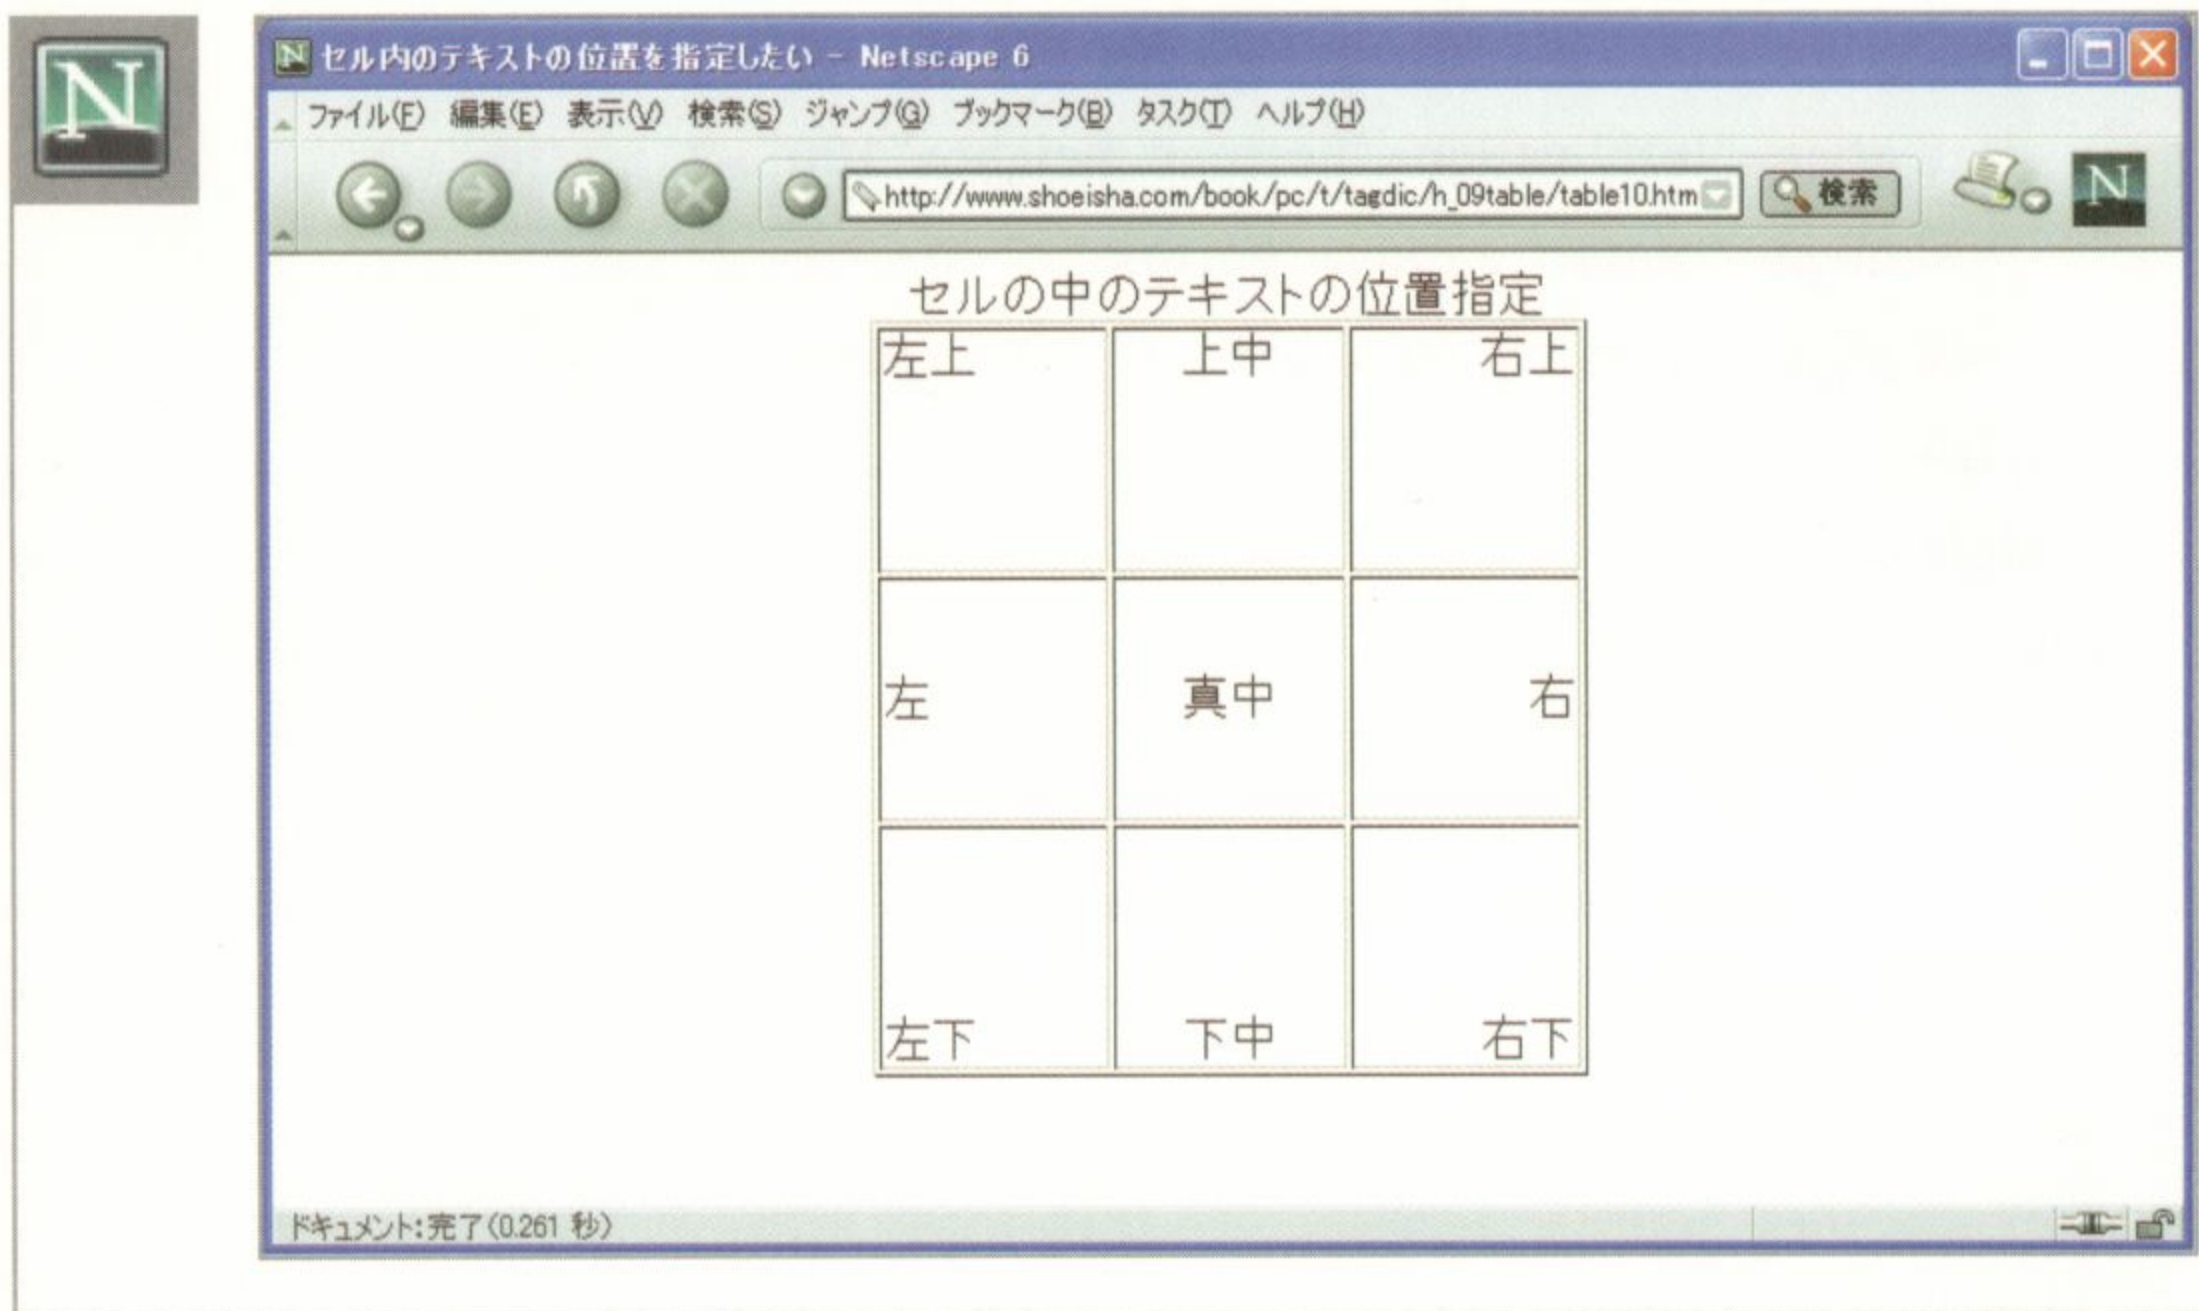 N
セル内のテキストの位置を指定したい - Netscape 6
ファイル(F) 編集(E) 表示(V) 検索(S) ジャンプ(G) ブックマーク(B) タスク(T) ヘルプ(H)
http://www.shoeisha.com/book/pc/t/tagdic/h_09table/table10.htm 検索 N
セルの中のテキストの位置指定
左上 上中 右上
左 真中 右
左下 下中 右下
ドキュメント:完了(0.261 秒)